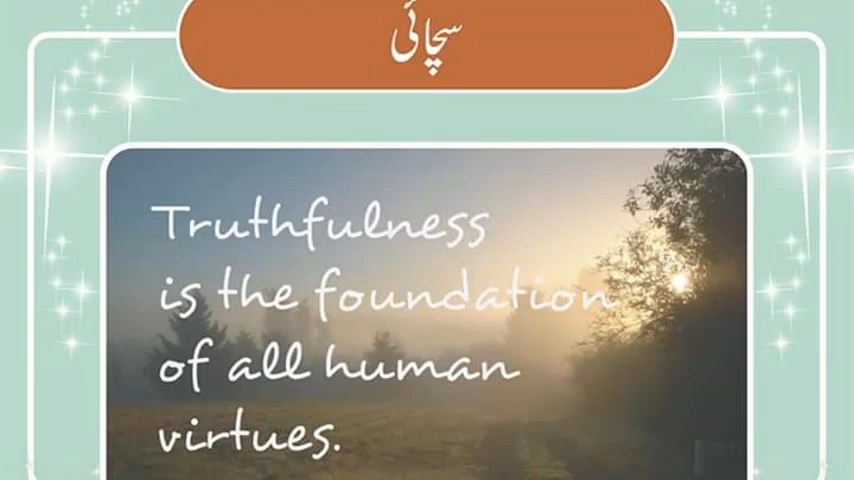 سچائی
Truthfulness
is the foundation
of all human
virtues.